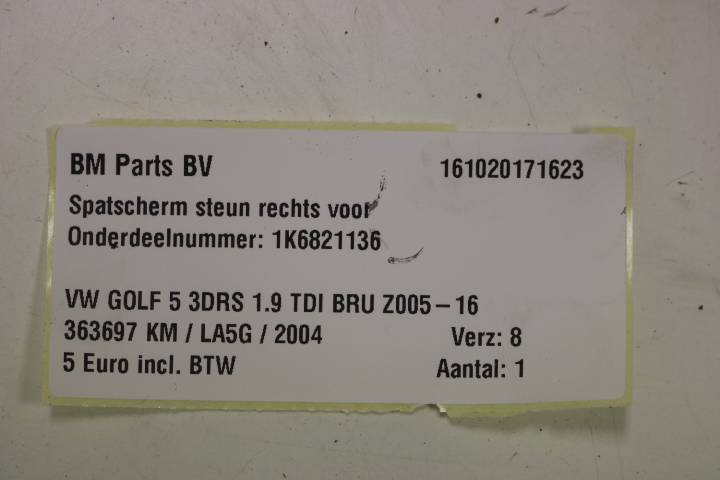 BM Parts BV 161020171623
Spatscherm steun rechts voor
Onderdeelnummer: 1K6821136
VW GOLF 5 3DRS 1.9 TDI BRU Z005-16
363697 KM / LA5G / 2004 Verz: 8
5 Euro incl. BTW Aantal: 1